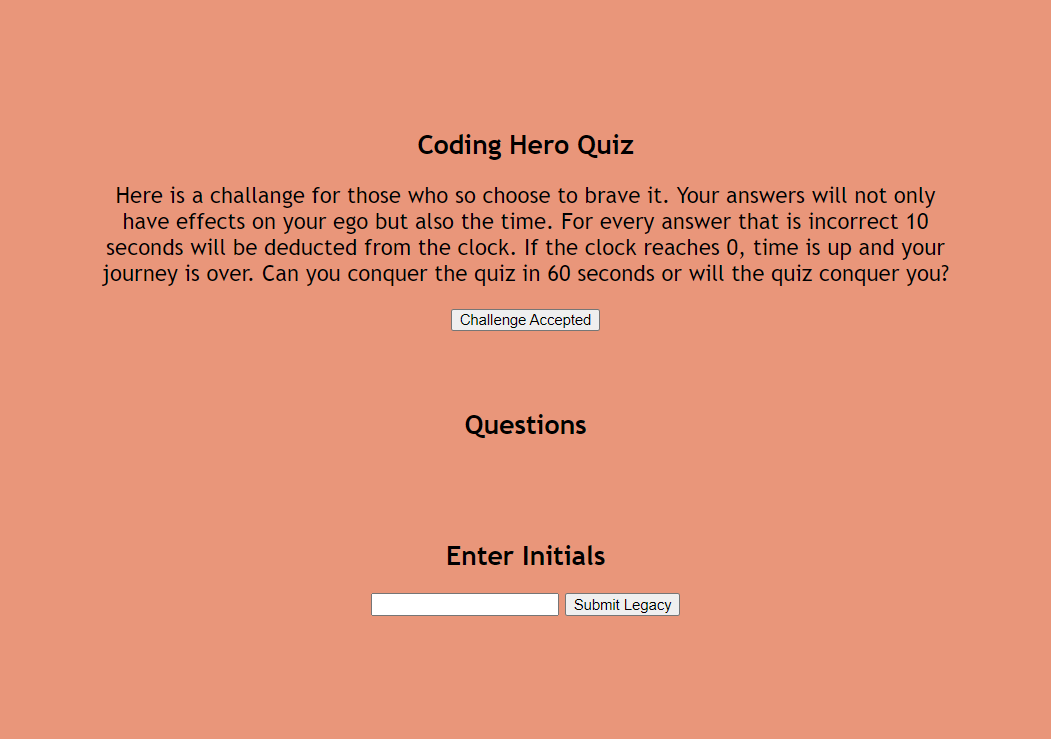 Coding Hero Quiz
Here is a challange for those who so choose to brave it. Your answers will not only
have effects on your ego but also the time. For every answer that is incorrect 10
seconds will be deducted from the clock. If the clock reaches 0, time is up and your
journey is over. Can you conquer the quiz in 60 seconds or will the quiz conquer you?
Challenge Accepted
Questions
Enter Initials
Submit Legacy